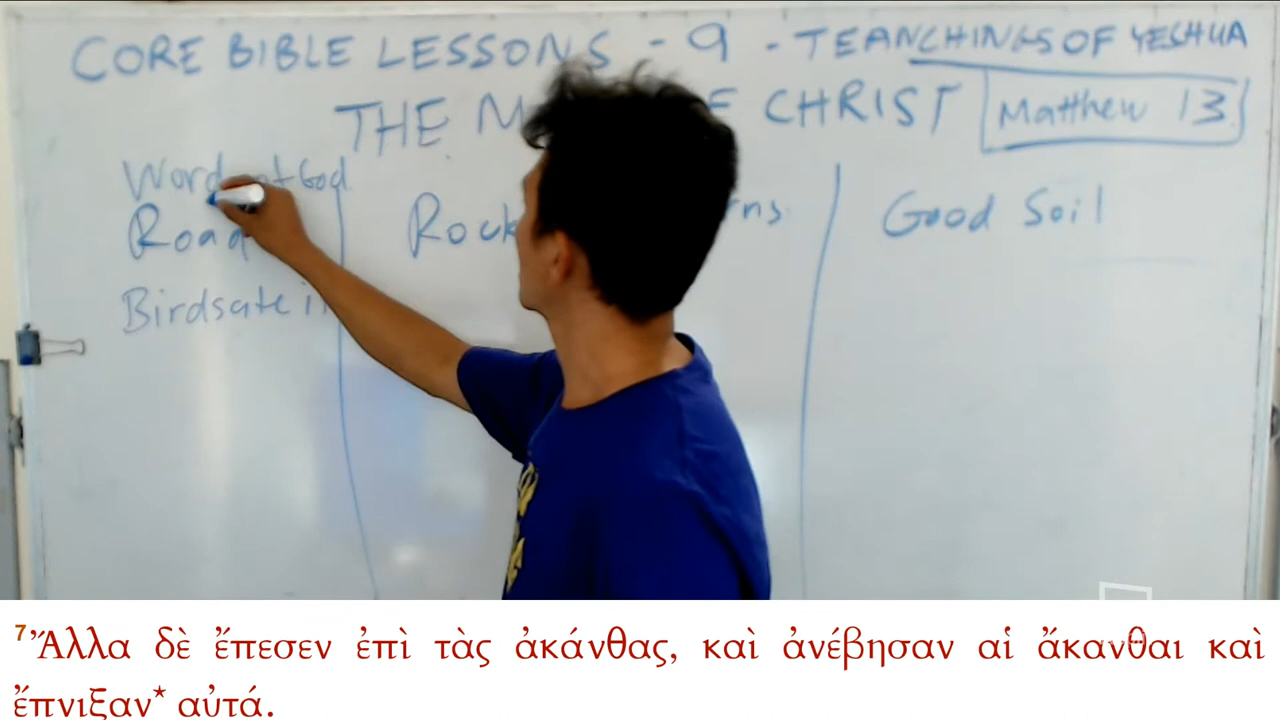 CORE BIBLE LESSONS - 9 - TEANCHINGS OF YESHUA
THE CHRIST Matthew 13
Word of God
Road Rock rns Good Soil
Birds ate i
7 Ἄλλα δὲ ἔπεσεν ἐπὶ τὰς ἀκάνθας, καὶ ἀνέβησαν αἱ ἄκανθαι καὶ
ἔπνιξαν* αὐτά.